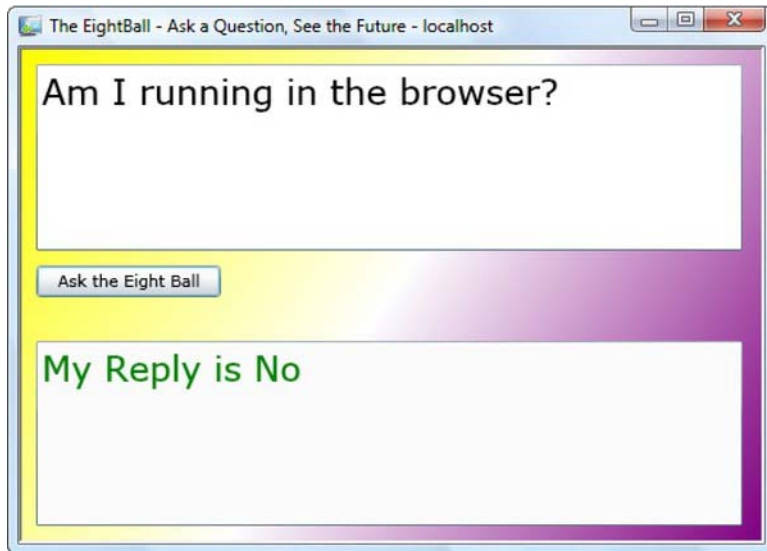 The EightBall - Ask a Question, See the Future - localhost
Am I running in the browser?
Ask the Eight Ball
My Reply is No